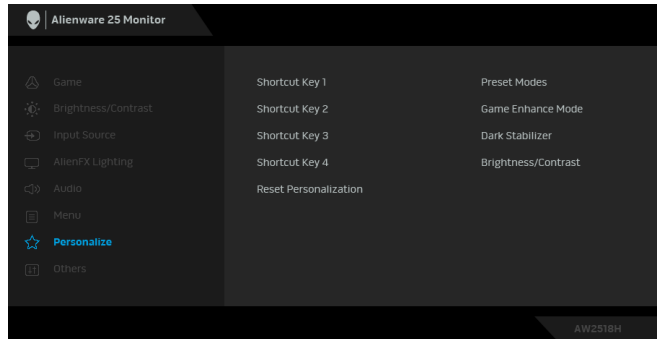 Alienware 25 Monitor
Game
Brightness/Contrast
Input Source
AlienFX Lighting
Audio
Menu
Personalize
Others
Shortcut Key 1 Preset Modes
Shortcut Key 2 Game Enhance Mode
Shortcut Key 3 Dark Stabilizer
Shortcut Key 4 Brightness/Contrast
Reset Personalization
AW2518H